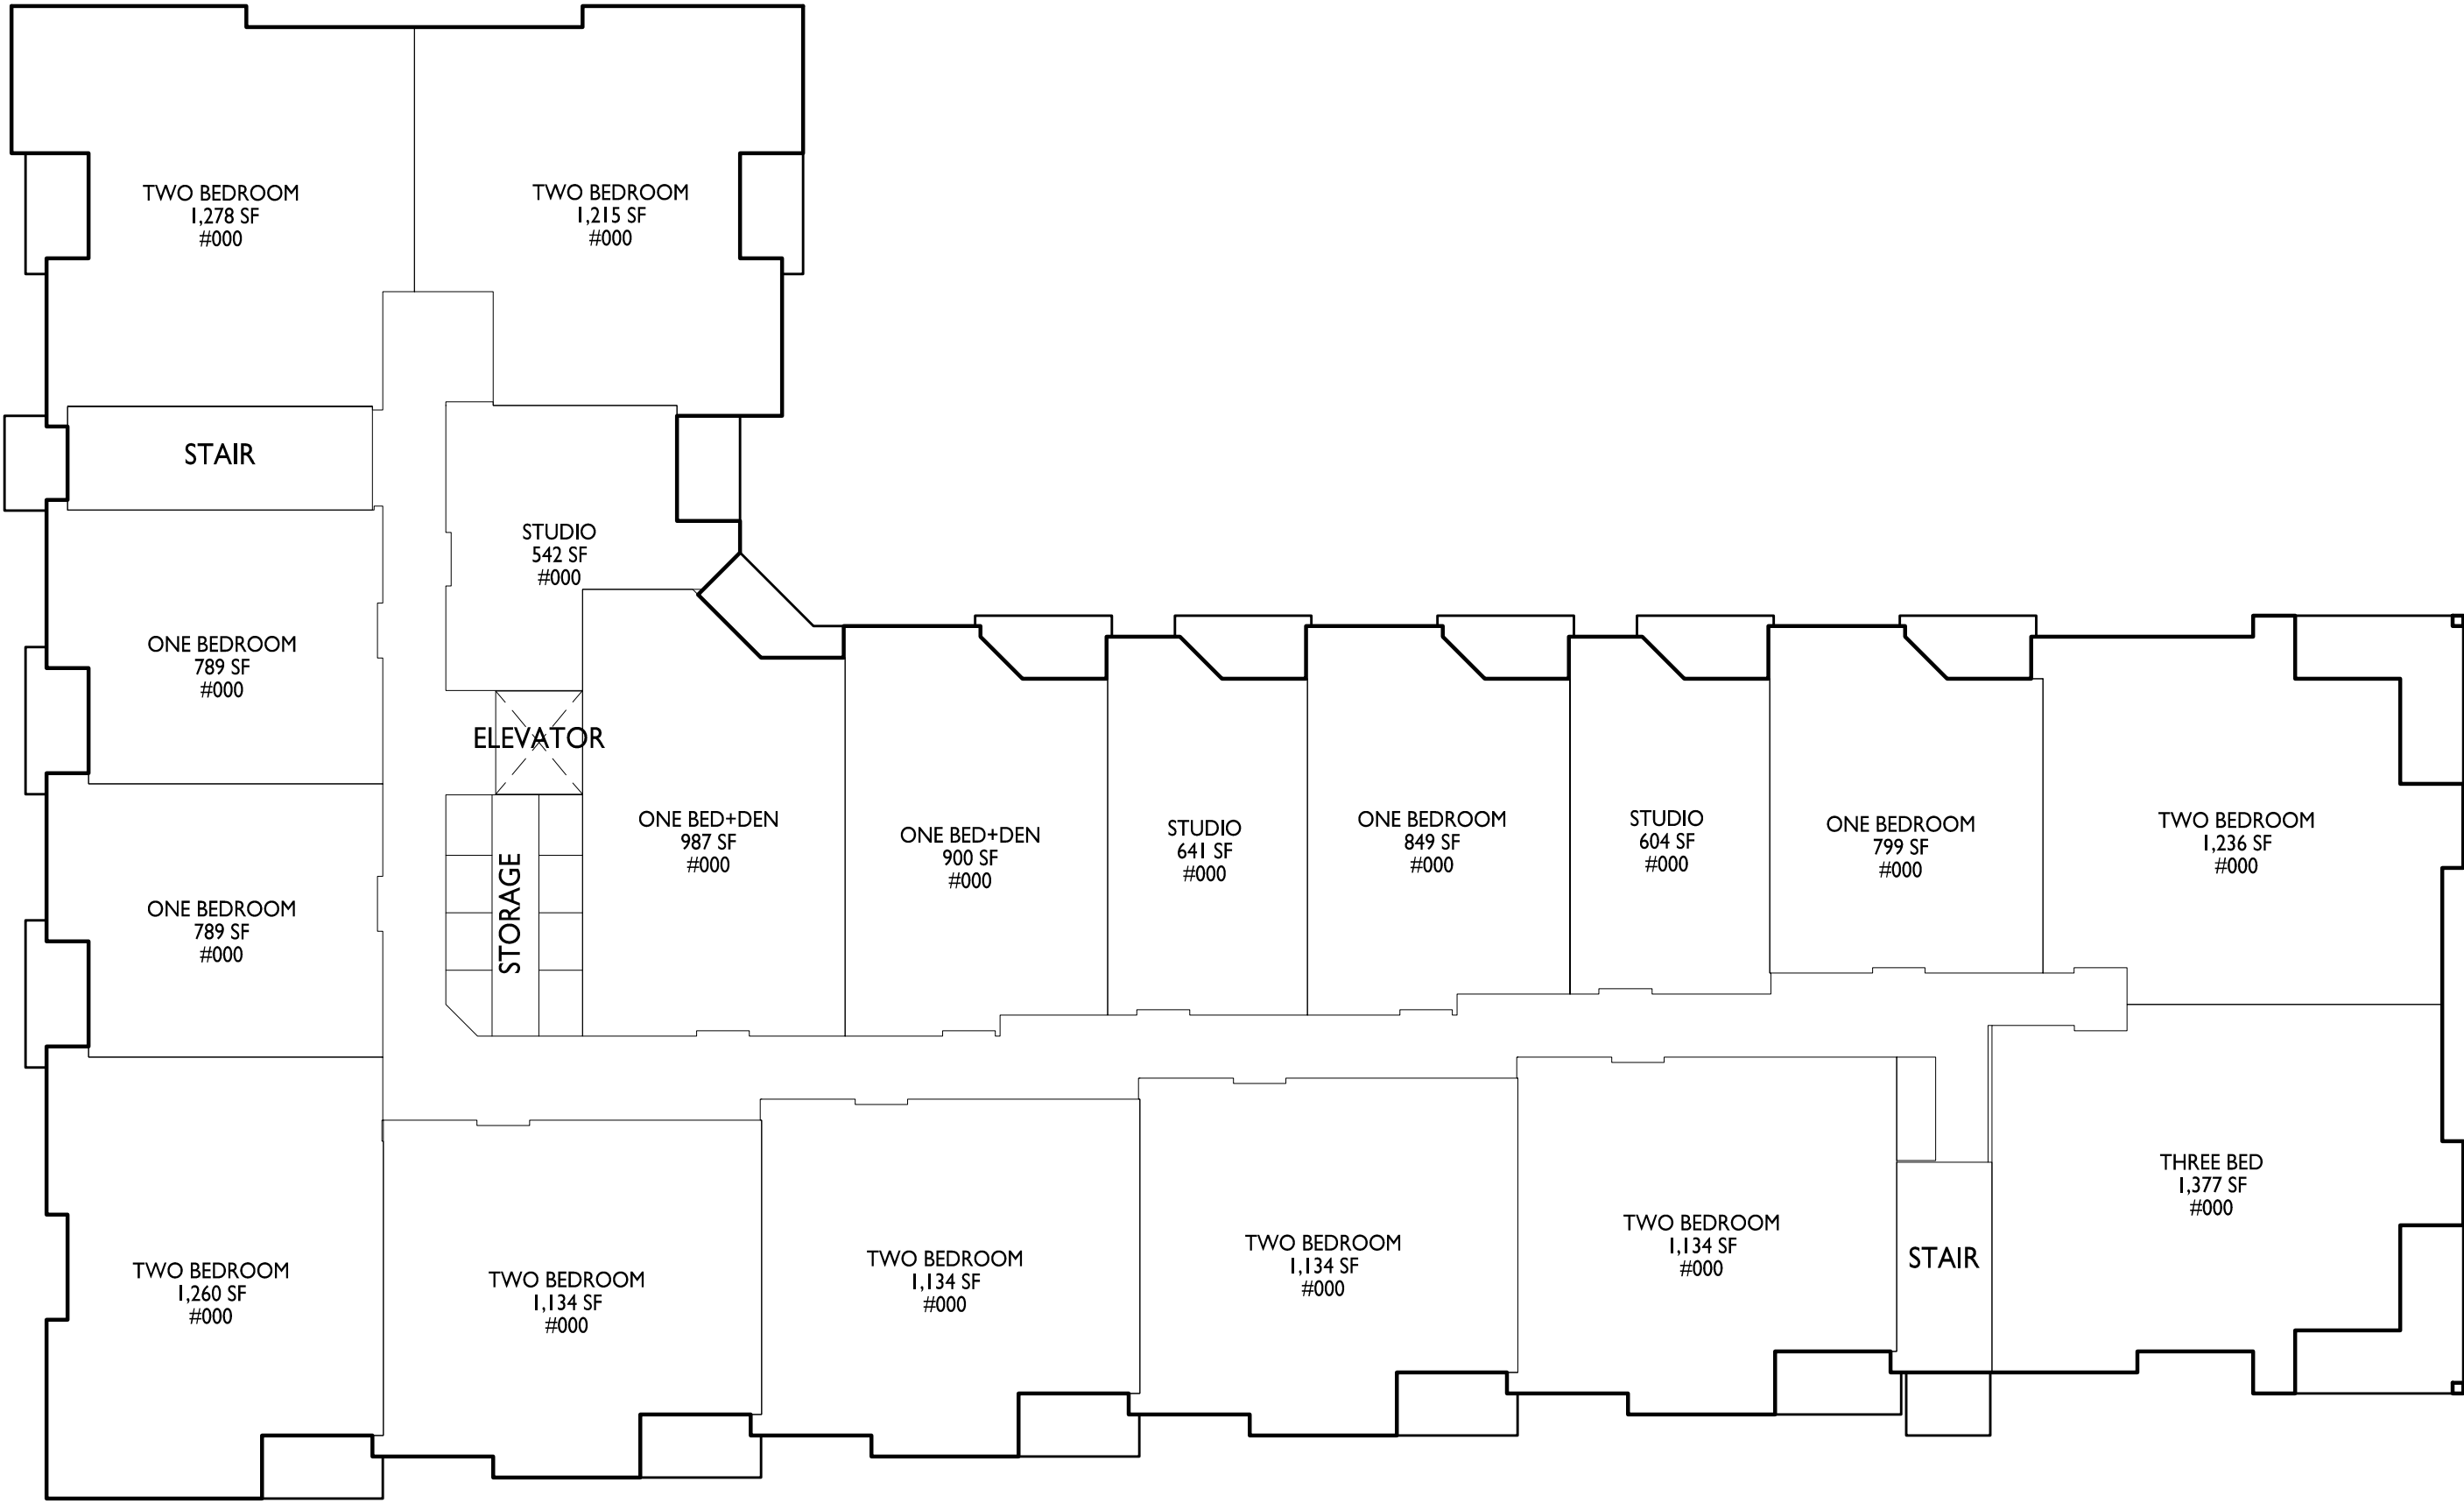 TWO BEDROOM
1,278 SF
#000
TWO BEDROOM
1,215 SF
#000
STAIR
STUDIO
542 SF
#000
ONE BEDROOM
789 SF
#000
ELEVATOR
ONE BED+DEN
987 SF
#000
ONE BED+DEN
900 SF
#000
STUDIO
641 SF
#000
ONE BEDROOM
849 SF
#000
STUDIO
604 SF
#000
ONE BEDROOM
799 SF
#000
TWO BEDROOM
1,236 SF
#000
ONE BEDROOM
789 SF
#000
STORAGE
TWO BEDROOM
1,260 SF
#000
TWO BEDROOM
1,134 SF
#000
TWO BEDROOM
1,134 SF
#000
TWO BEDROOM
1,134 SF
#000
TWO BEDROOM
1,134 SF
#000
STAIR
THREE BED
1,377 SF
#000